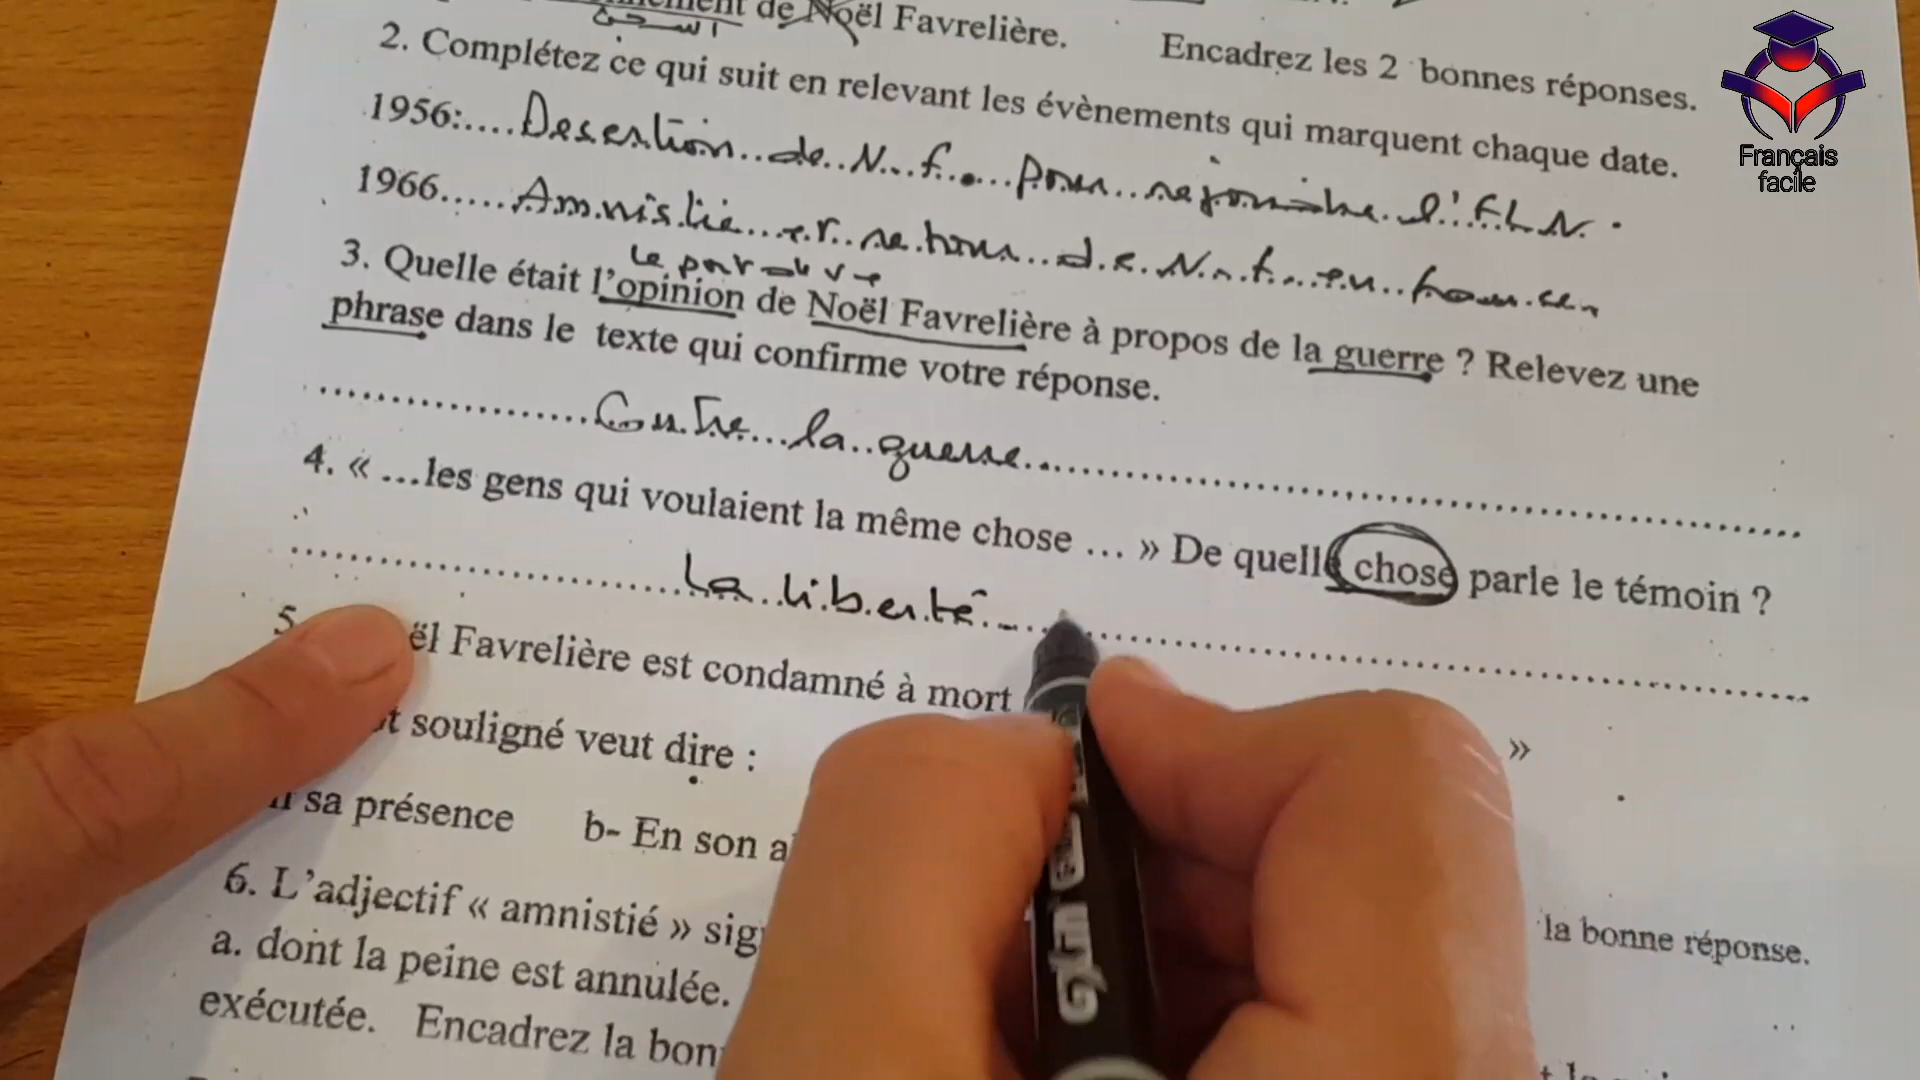 de Noël Favrelière. Encadrez les 2 bonnes réponses.
السجن
2. Complétez ce qui suit en relevant les évènements qui marquent chaque date.
1956:....Desertion..de..N...f....pour..rejoindre..l'.F.L.N.
1966.....Amnistie...et..retour...d.e..N...f....en..france
le point de vue
3. Quelle était l'opinion de Noël Favrelière à propos de la guerre ? Relevez une
phrase dans le texte qui confirme votre réponse.
Contre...la..guerre
4. « ...les gens qui voulaient la même chose ... » De quelle chose parle le témoin ?
La liberté
5. ël Favrelière est condamné à mort »
t souligné veut dire :
sa présence b- En son a
6. L'adjectif « amnistié » sig la bonne réponse.
a. dont la peine est annulée.
exécutée. Encadrez la bon
Français
facile